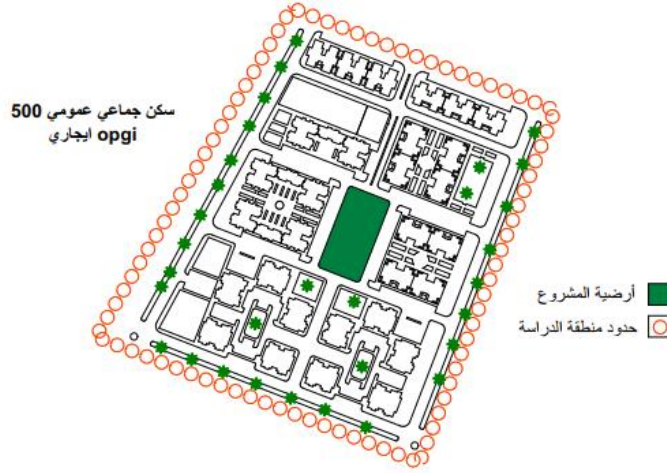 سكن جماعي عمومي 500
ايجاري opgi
أرضية المشروع
حدود منطقة الدراسة